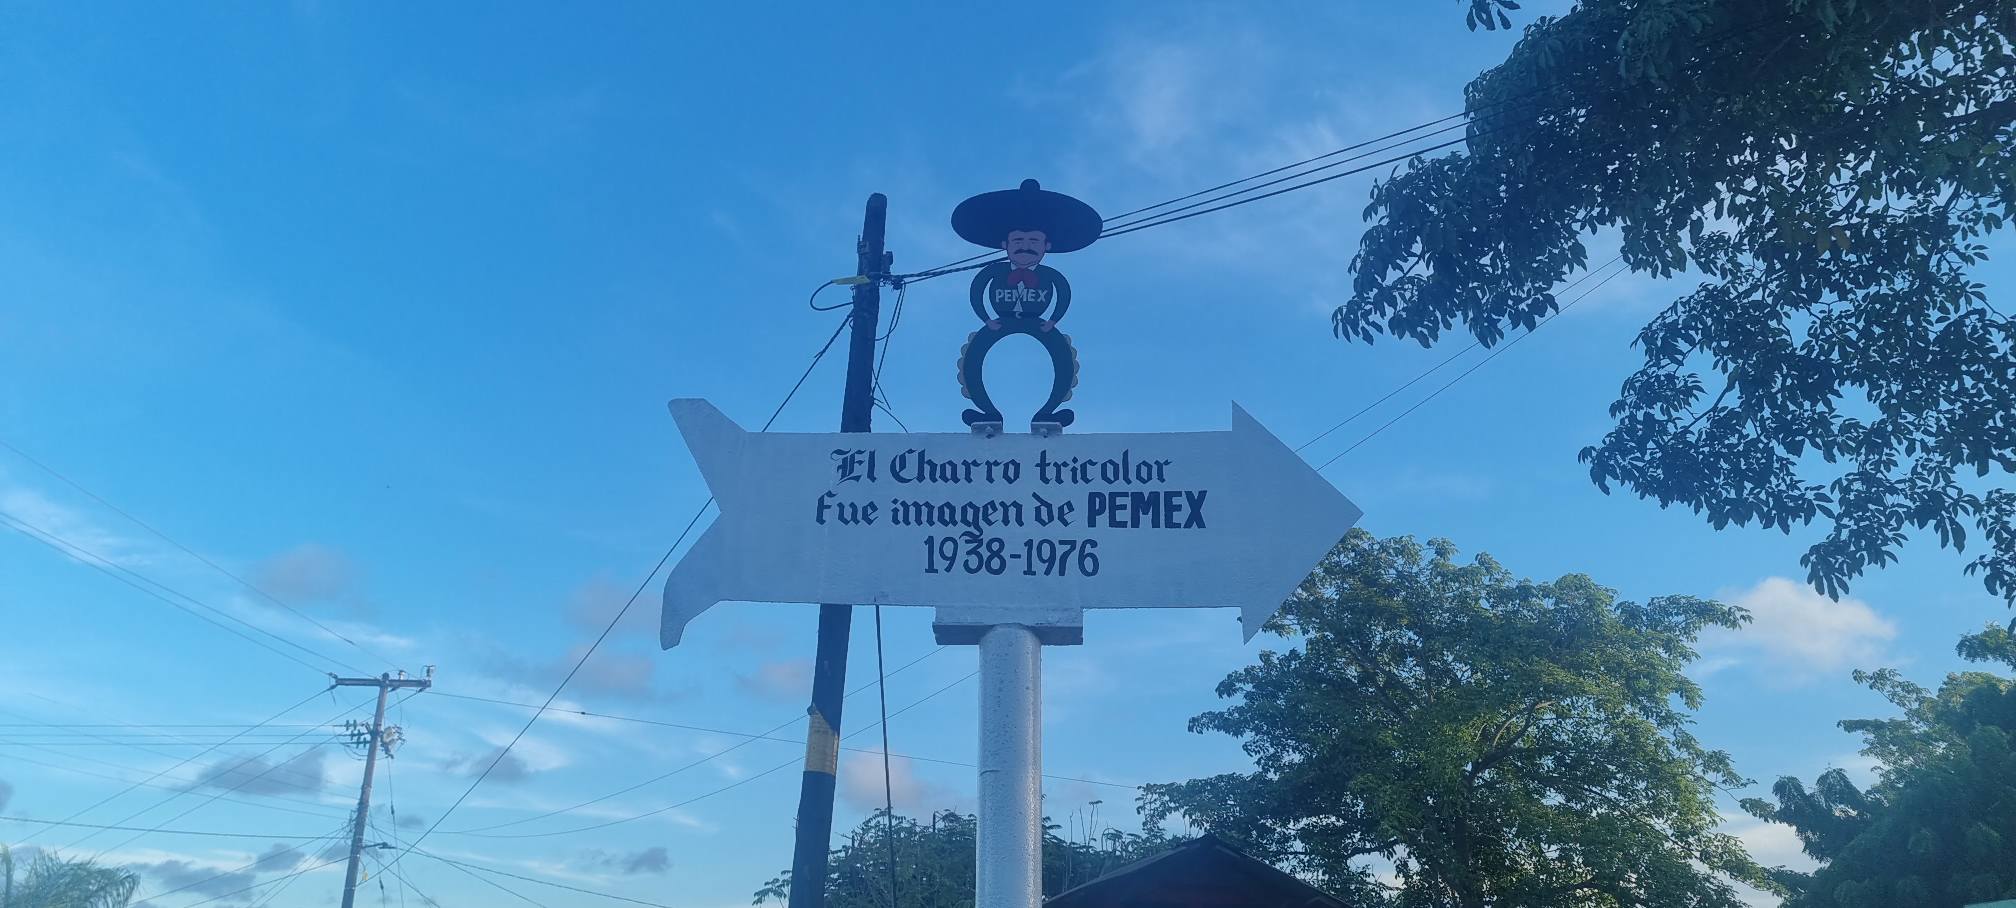 PEMEX
El Charro tricolor
fue imagen de PEMEX
1938-1976